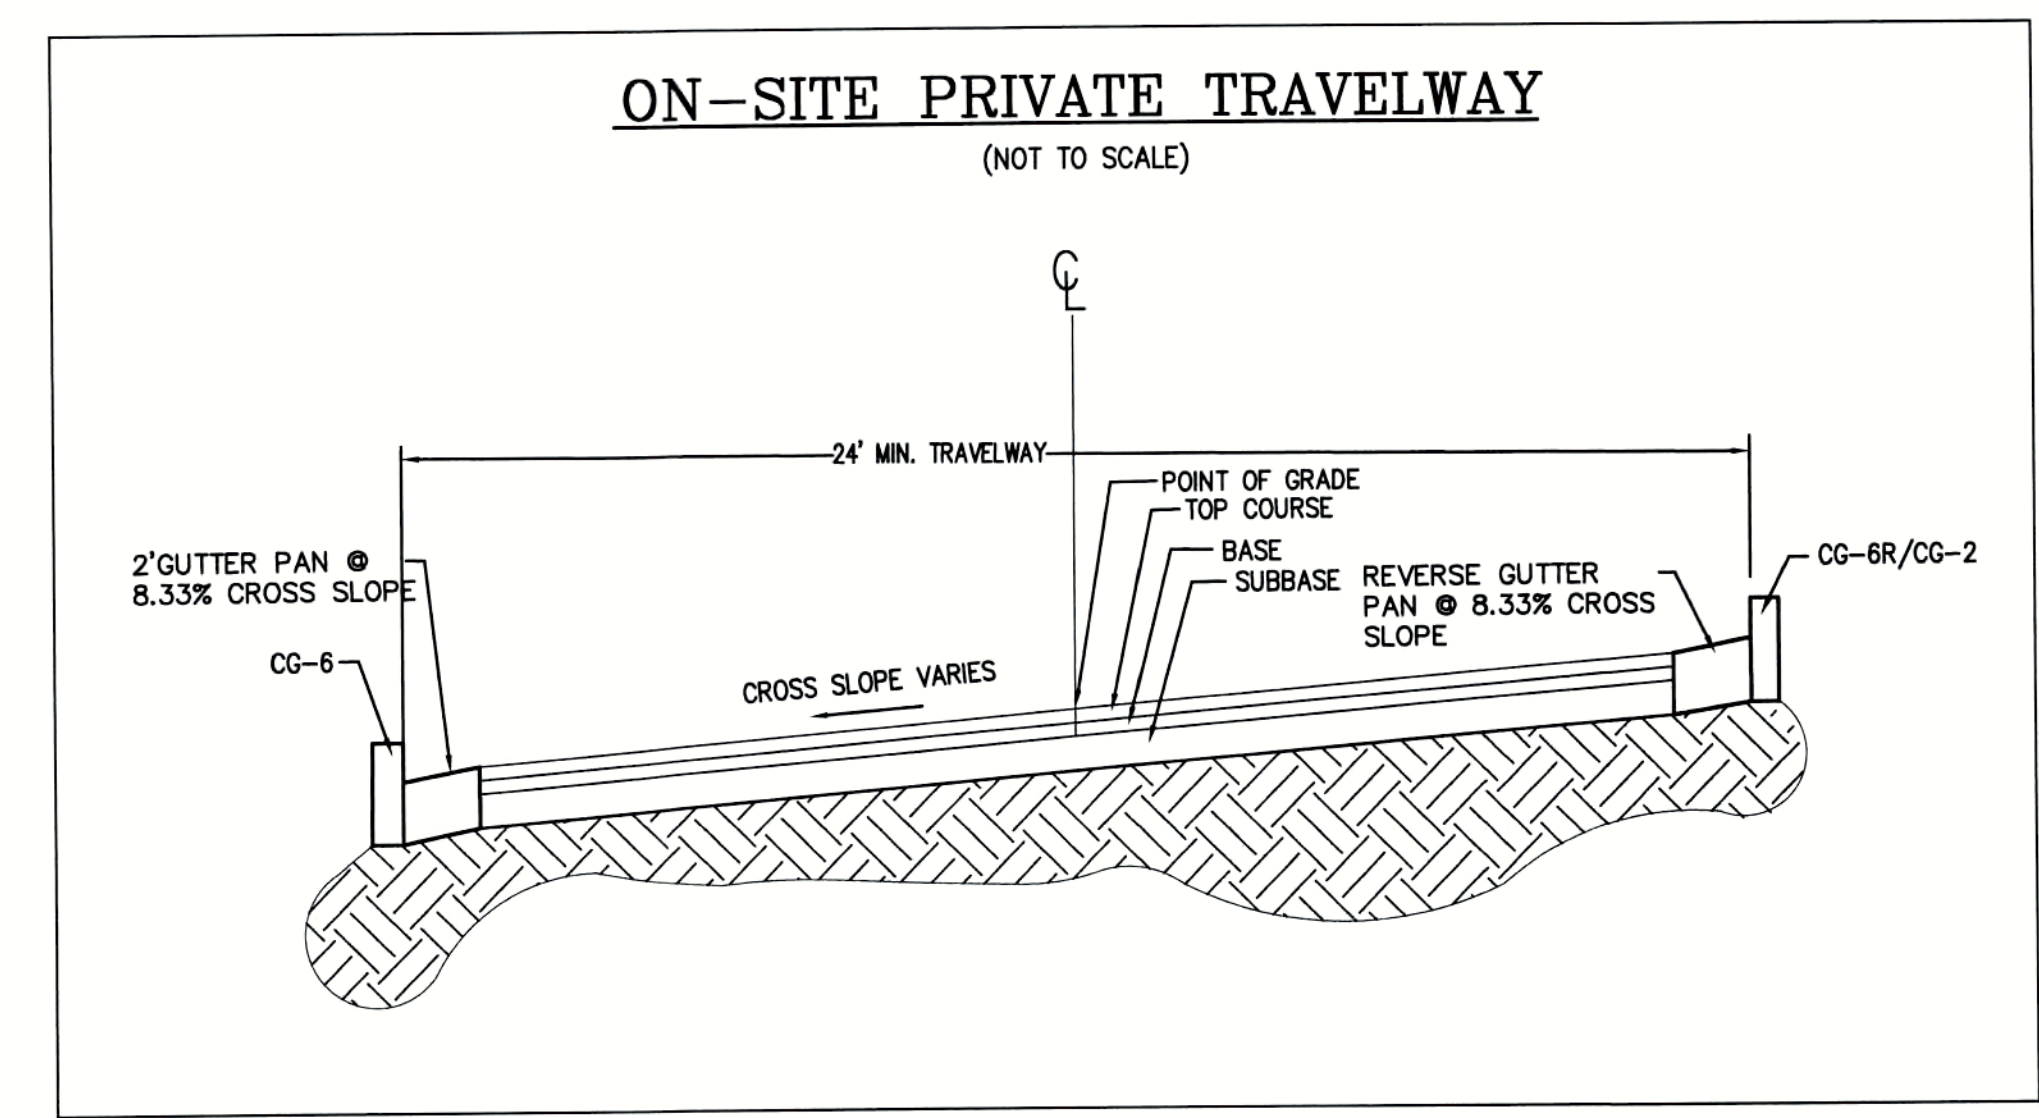 ON-SITE PRIVATE TRAVELWAY
(NOT TO SCALE)
℄
24' MIN. TRAVELWAY
POINT OF GRADE
TOP COURSE
BASE
SUBBASE
REVERSE GUTTER
PAN @ 8.33% CROSS
SLOPE
CG-6R/CG-2
2'GUTTER PAN @
8.33% CROSS SLOPE
CG-6
CROSS SLOPE VARIES